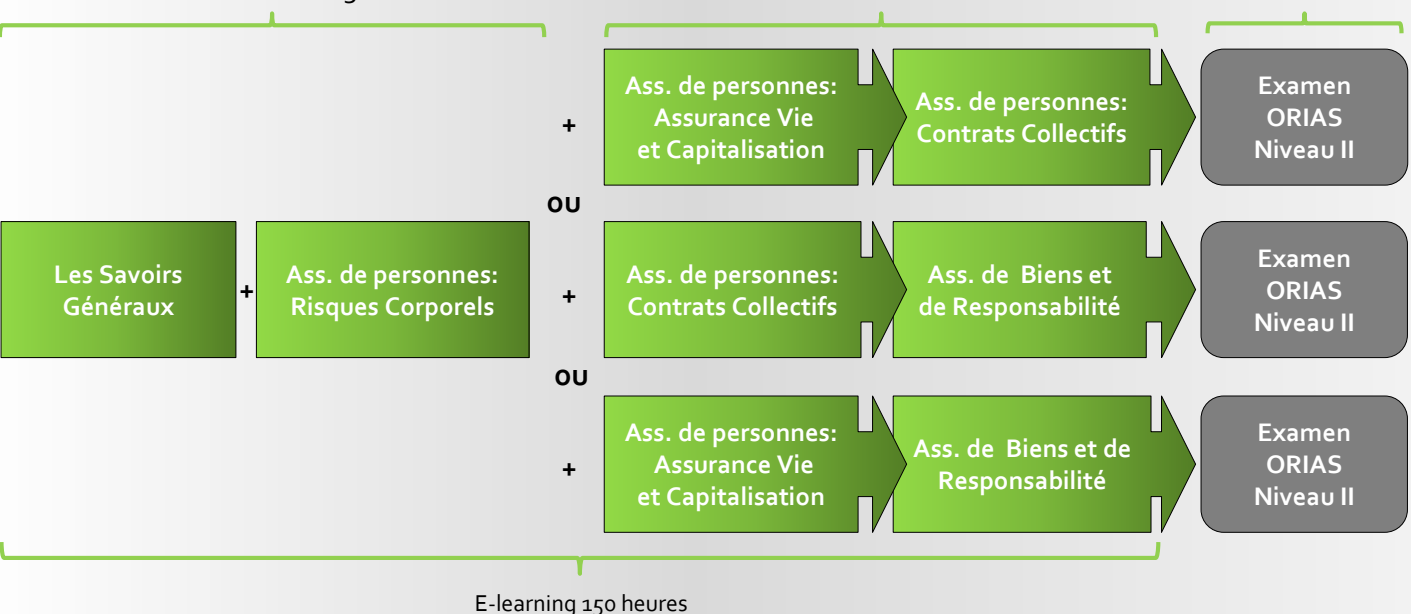 +
Ass. de personnes:
Assurance Vie
et Capitalisation
Ass. de personnes:
Contrats Collectifs
Examen
ORIAS
Niveau II
OU
Les Savoirs
Généraux
+
Ass. de personnes:
Risques Corporels
+
Ass. de personnes:
Contrats Collectifs
Ass. de Biens et
de Responsabilité
Examen
ORIAS
Niveau II
OU
+
Ass. de personnes:
Assurance Vie
et Capitalisation
Ass. de Biens et de
Responsabilité
Examen
ORIAS
Niveau II
E-learning 150 heures